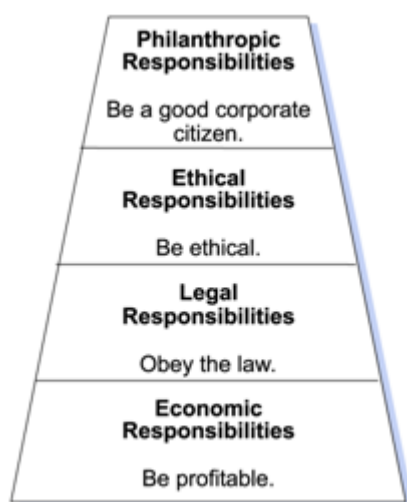 Philanthropic
Responsibilities
Be a good corporate
citizen.
Ethical
Responsibilities
Be ethical.
Legal
Responsibilities
Obey the law.
Economic
Responsibilities
Be profitable.